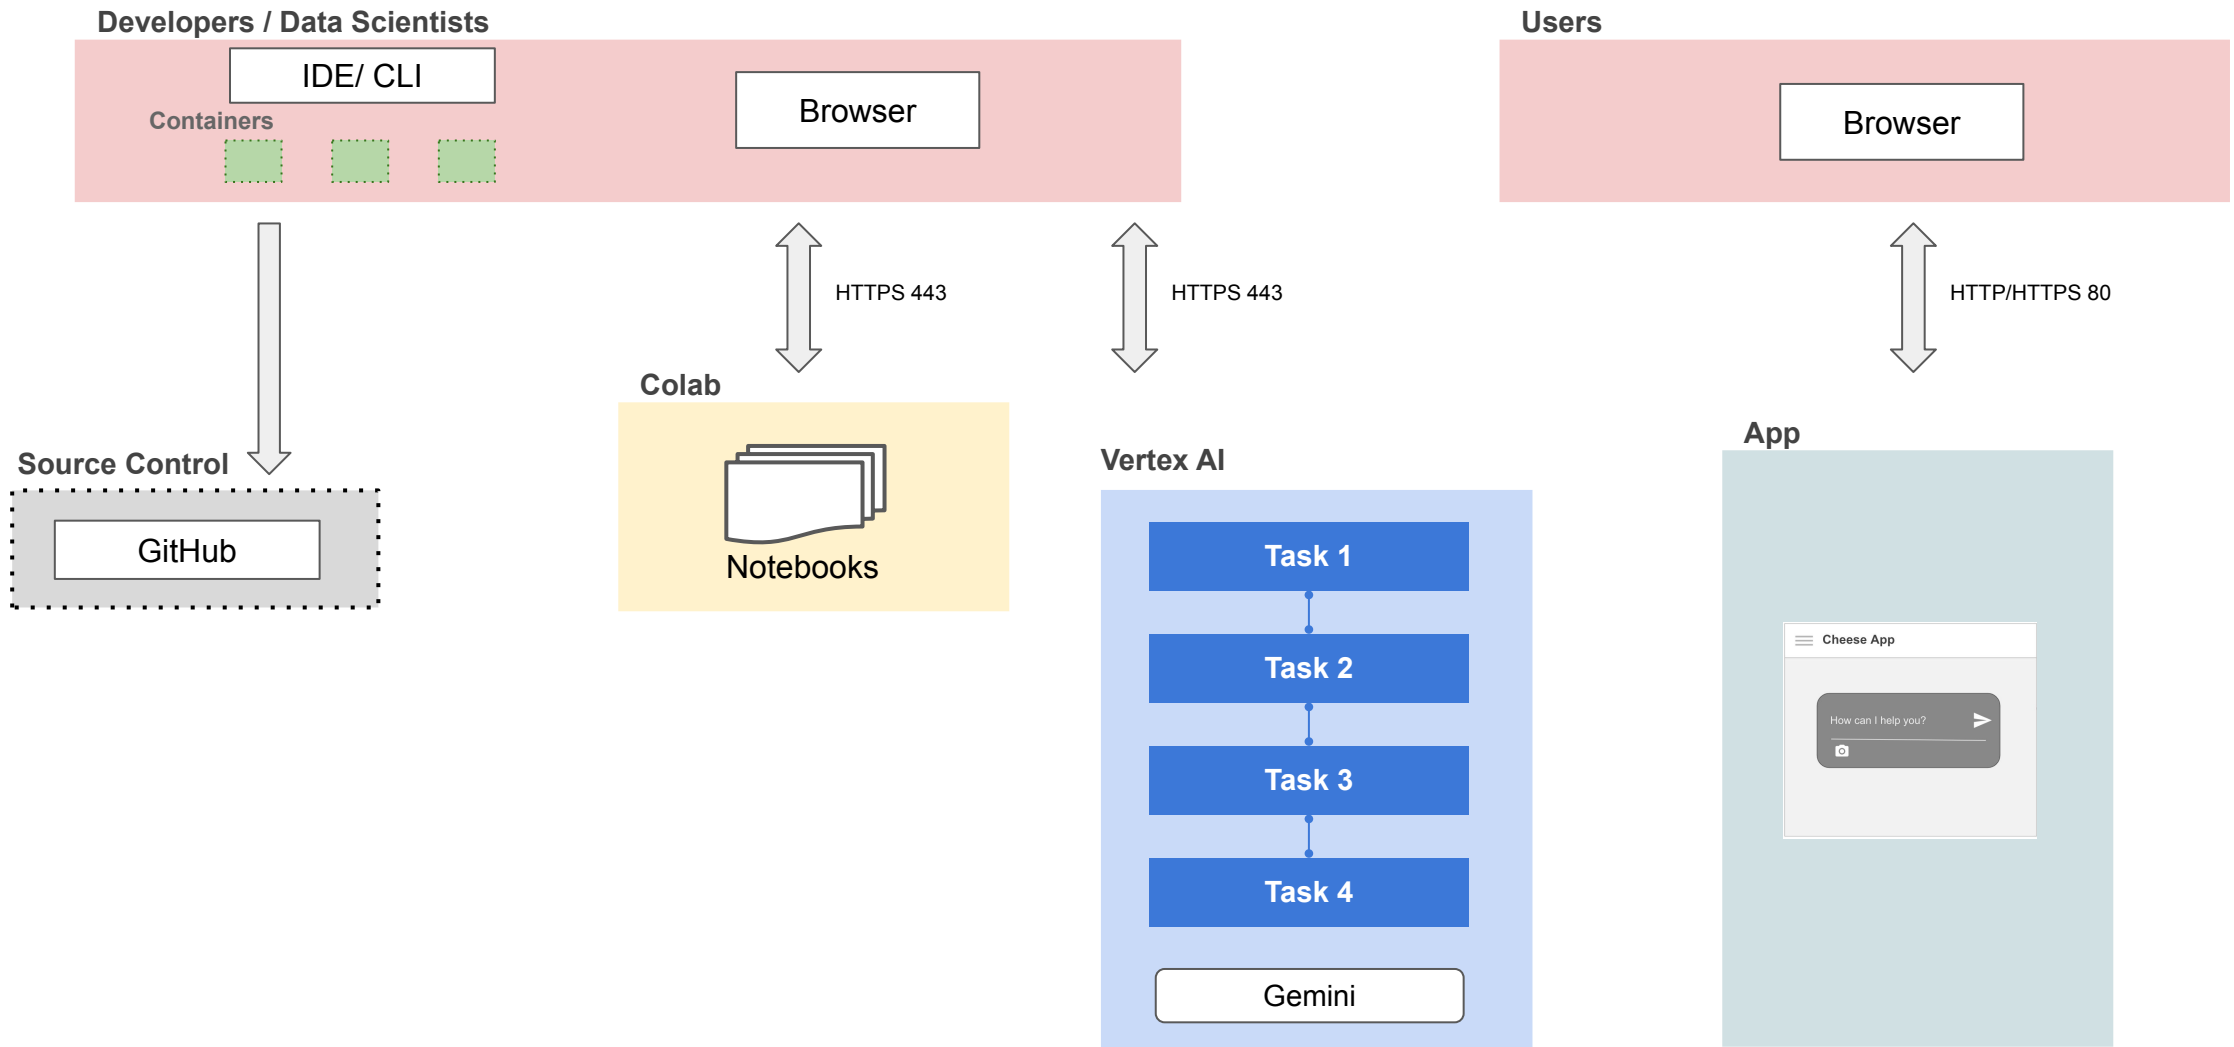 Developers / Data Scientists
Users
IDE/ CLI
Browser
Browser
Containers
HTTPS 443
HTTPS 443
HTTP/HTTPS 80
Colab
App
Source Control
Vertex AI
GitHub
Notebooks
Task 1
Task 2
Task 3
Task 4
Gemini
Cheese App
How can I help you?